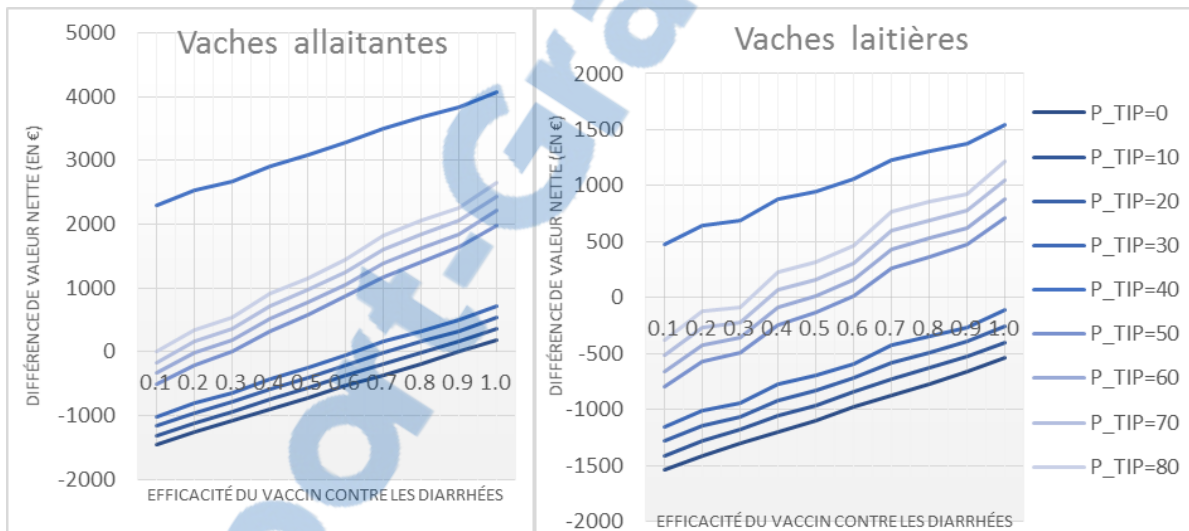 Vaches allaitantes
5000
4000
3000
2000
1000
0
-1000
-2000
DIFFÉRENCE DE VALEUR NETTE (EN €)
0.1 0.2 0.3 0.4 0.5 0.6 0.7 0.8 0.9 1.0
EFFICACITÉ DU VACCIN CONTRE LES DIARRHÉES
Vaches laitières
2000
1500
1000
500
0
-500
-1000
-1500
-2000
DIFFÉRENCE DE VALEUR NETTE (EN €)
0.1 0.2 0.3 0.4 0.5 0.6 0.7 0.8 0.9 1.0
EFFICACITÉ DU VACCIN CONTRE LES DIARRHÉES
P_TIP=0
P_TIP=10
P_TIP=20
P_TIP=30
P_TIP=40
P_TIP=50
P_TIP=60
P_TIP=70
P_TIP=80